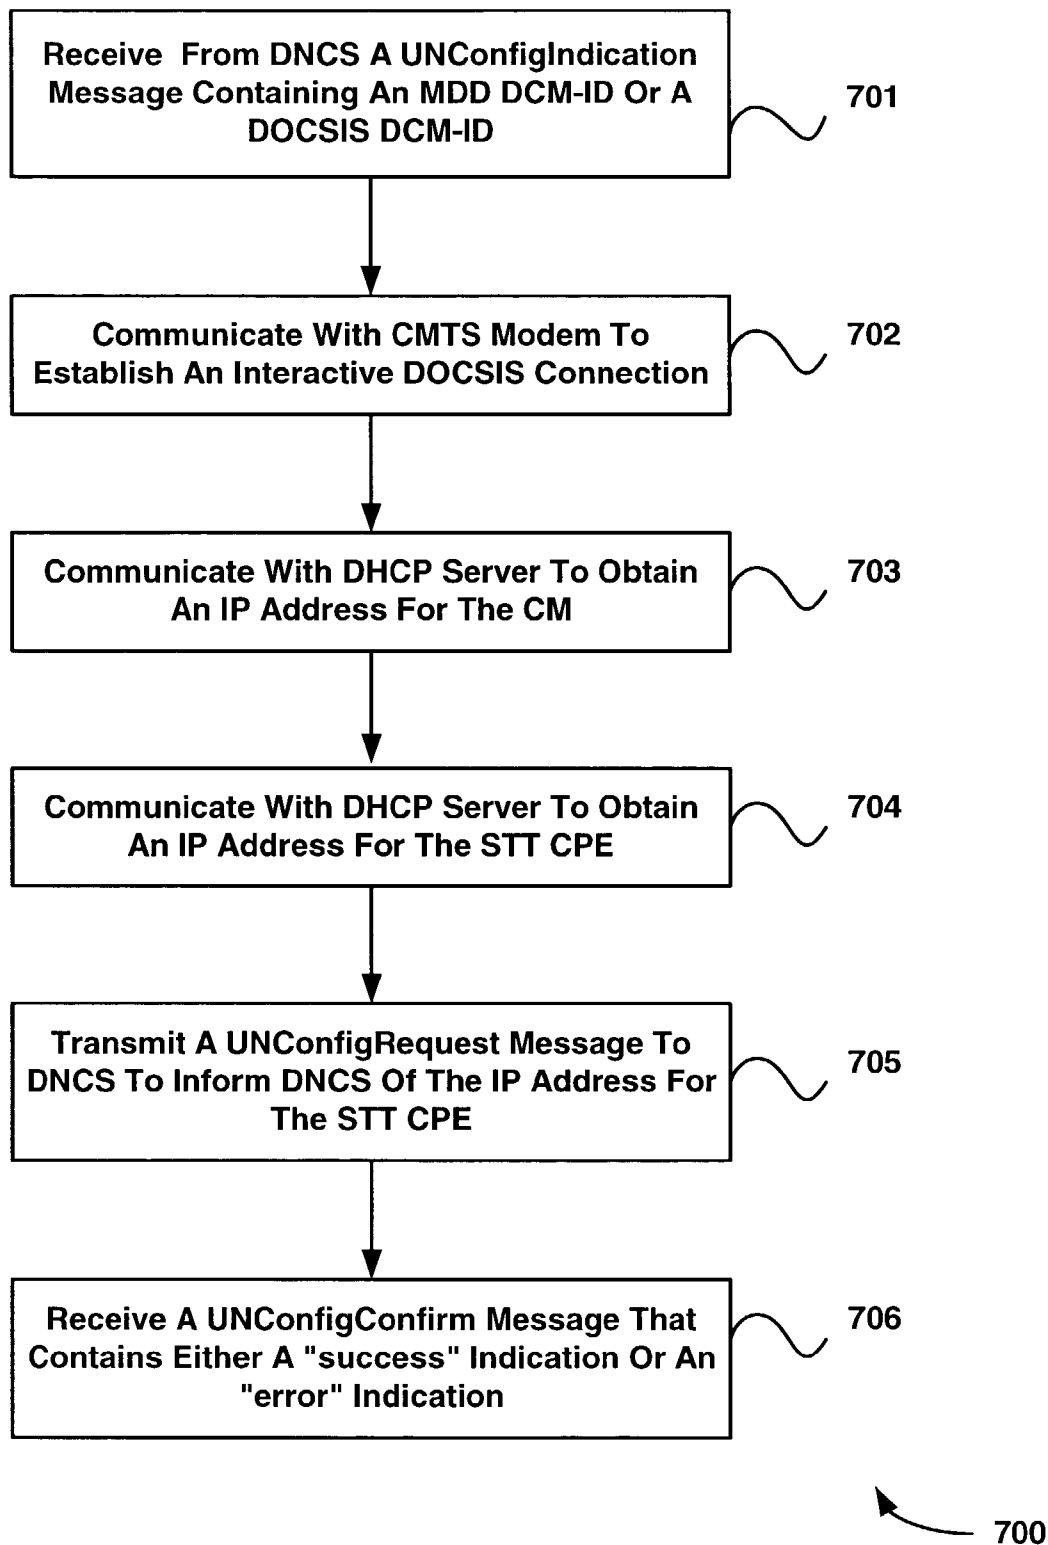 Receive From DNCS A UNConfigIndication
Message Containing An MDD DCM-ID Or A
DOCSIS DCM-ID
701
Communicate With CMTS Modem To
Establish An Interactive DOCSIS Connection
702
Communicate With DHCP Server To Obtain
An IP Address For The CM
703
Communicate With DHCP Server To Obtain
An IP Address For The STT CPE
704
Transmit A UNConfigRequest Message To
DNCS To Inform DNCS Of The IP Address For
The STT CPE
705
Receive A UNConfigConfirm Message That
Contains Either A "success" Indication Or An
"error" Indication
706
700